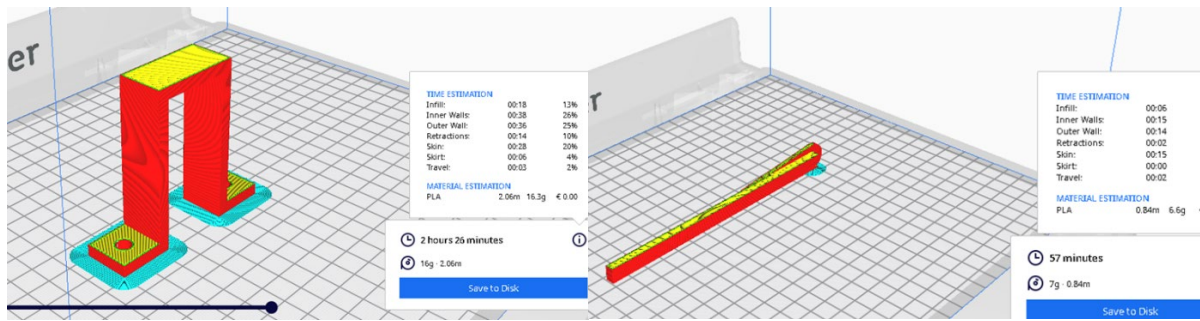 er
TIME ESTIMATION
Infill: 00:18 13%
Inner Walls: 00:38 26%
Outer Wall: 00:36 25%
Retractions: 00:14 10%
Skin: 00:28 20%
Skirt: 00:06 4%
Travel: 00:03 2%
MATERIAL ESTIMATION
PLA 2.06m 16.3g € 0.00
2 hours 26 minutes
16g · 2.06m
Save to Disk
r
TIME ESTIMATION
Infill: 00:06
Inner Walls: 00:15
Outer Wall: 00:14
Retractions: 00:02
Skin: 00:15
Skirt: 00:00
Travel: 00:02
MATERIAL ESTIMATION
PLA 0.84m 6.6g
57 minutes
7g · 0.84m
Save to Disk